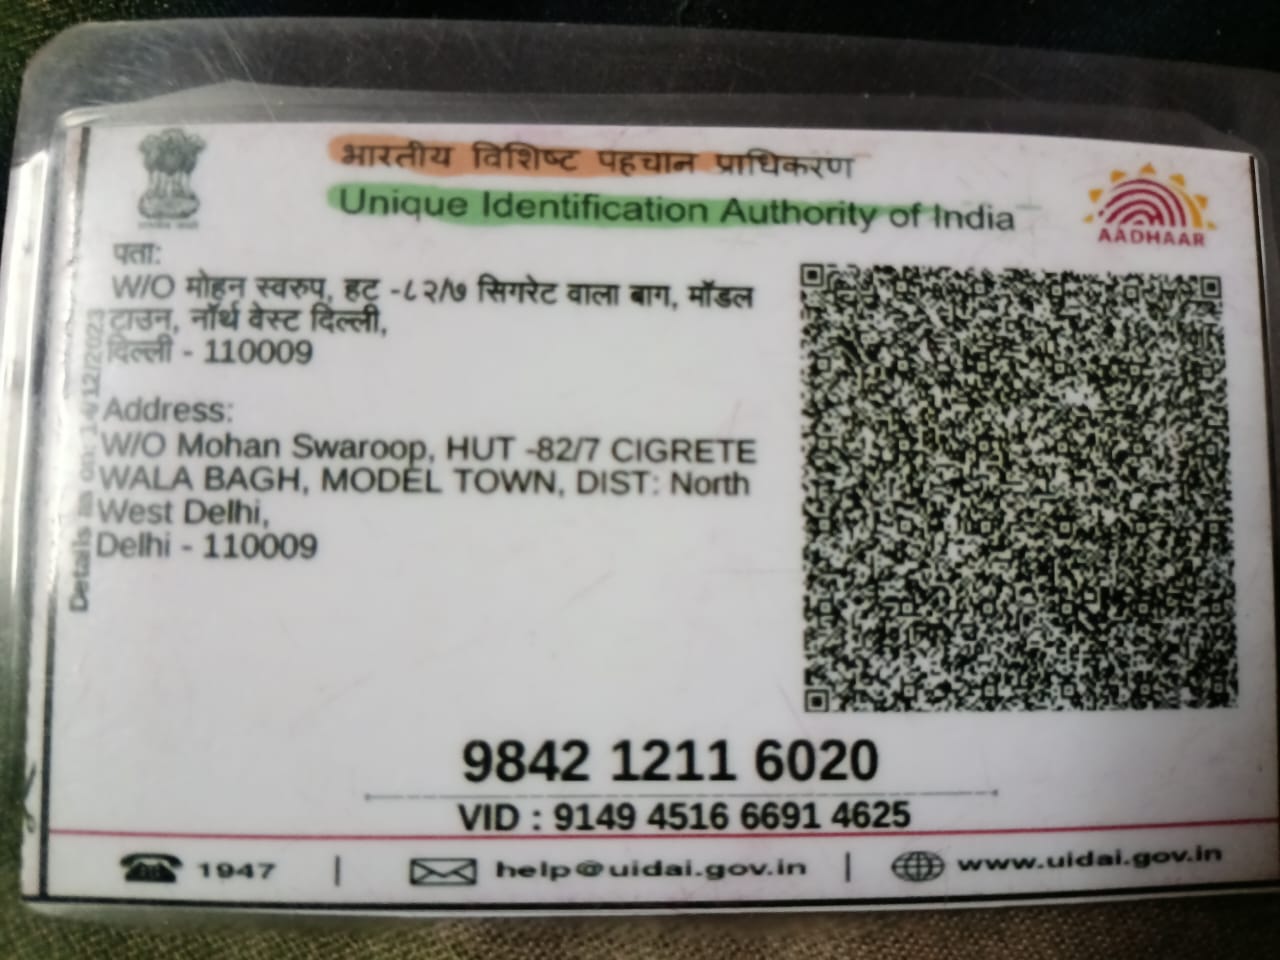 भारतीय विशिष्ट पहचान प्राधिकरण
Unique Identification Authority of India
AADHAAR
पता:
W/O मोहन स्वरुप, हट -८२/७ सिगरेट वाला बाग, मॉडल
टाउन, नॉर्थ वेस्ट दिल्ली,
दिल्ली - 110009
Address:
W/O Mohan Swaroop, HUT -82/7 CIGRETE
WALA BAGH, MODEL TOWN, DIST: North
West Delhi,
Delhi - 110009
Details as on: 14/12/2023
9842 1211 6020
VID : 9149 4516 6691 4625
1947 | help@uidai.gov.in | www.uidai.gov.in